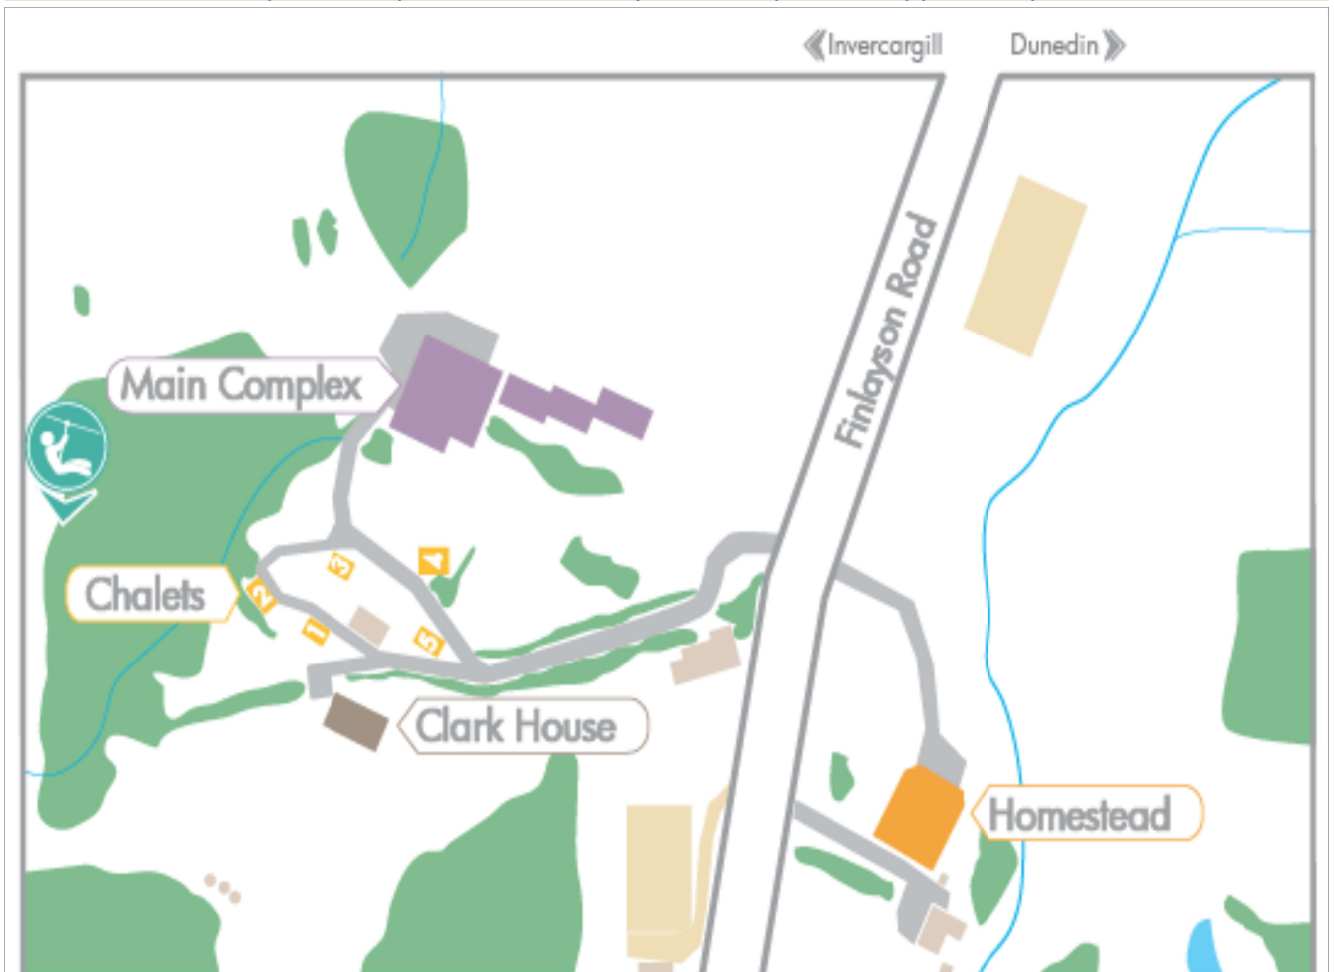 Invercargill
Dunedin
Finlayson Road
Main Complex
3
4
Chalets
2
1
5
Clark House
Homestead